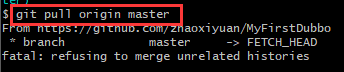 $ git pull origin master
From https://github.com/zhaoxiyuan/MyFirstDubbo
 * branch            master     -> FETCH_HEAD
fatal: refusing to merge unrelated histories